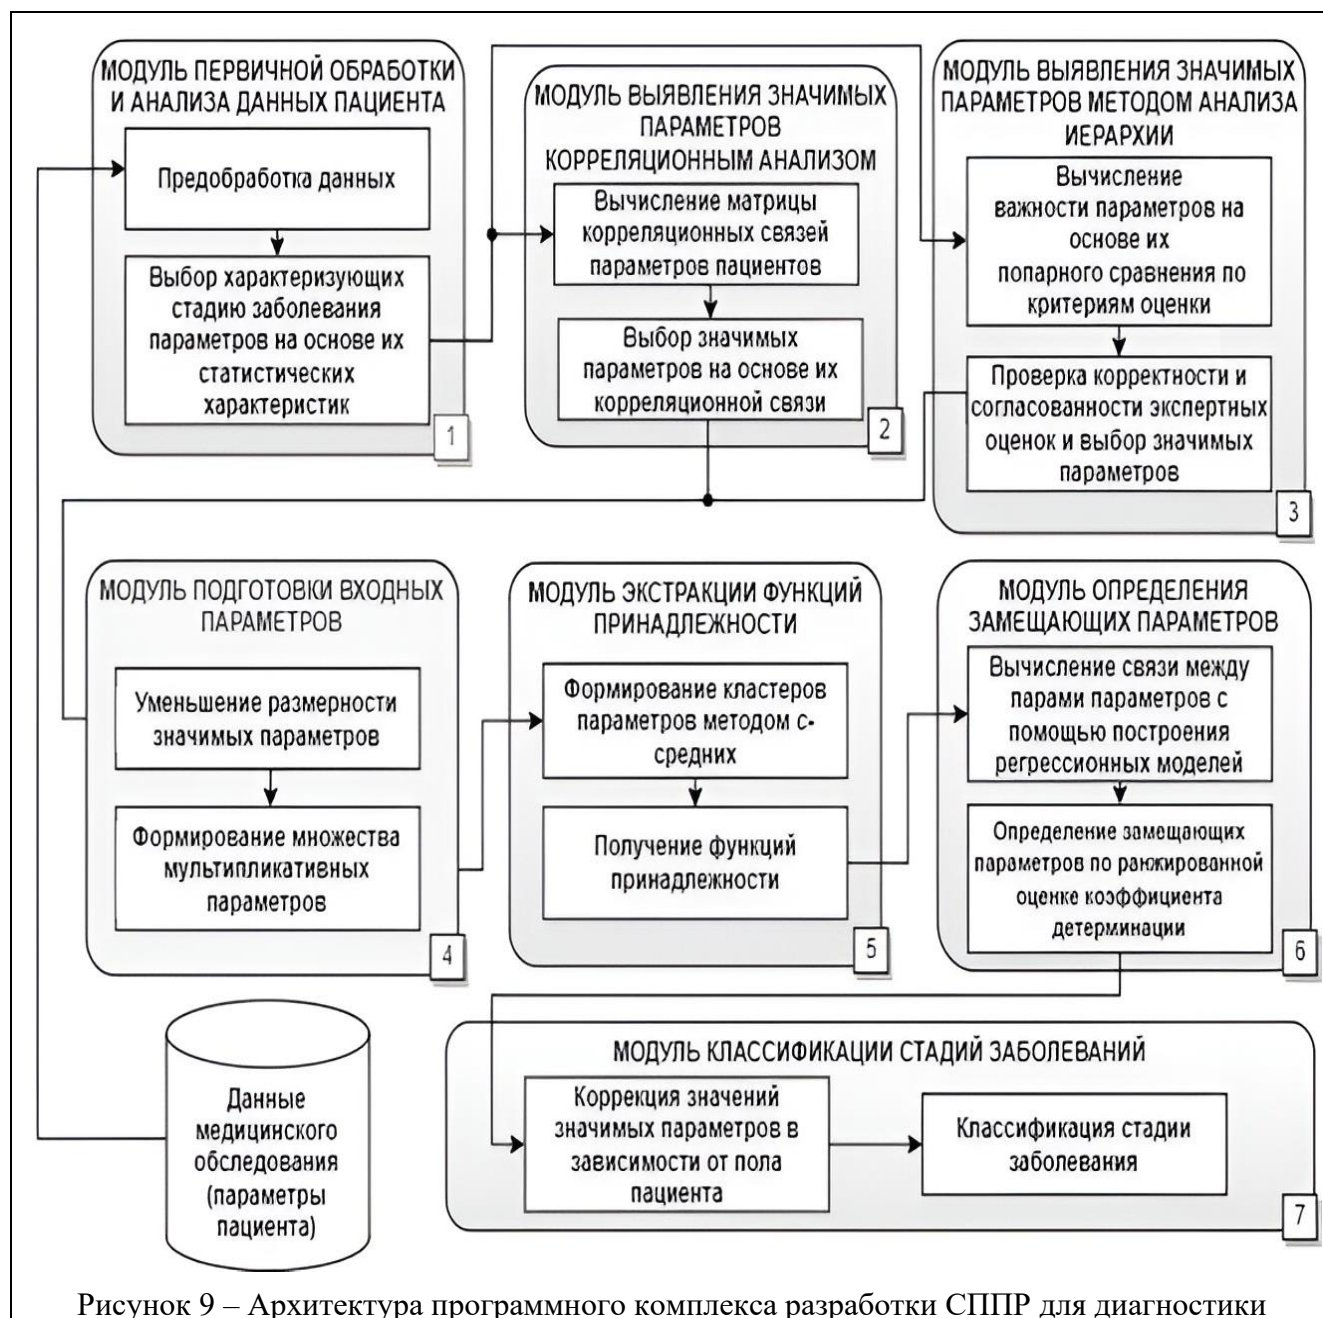 МОДУЛЬ ПЕРВИЧНОЙ ОБРАБОТКИ
И АНАЛИЗА ДАННЫХ ПАЦИЕНТА
Предобработка данных
Выбор характеризующих
стадию заболевания
параметров на основе их
статистических
характеристик
1
МОДУЛЬ ВЫЯВЛЕНИЯ ЗНАЧИМЫХ
ПАРАМЕТРОВ
КОРРЕЛЯЦИОННЫМ АНАЛИЗОМ
Вычисление матрицы
корреляционных связей
параметров пациентов
Выбор значимых
параметров на основе их
корреляционной связи
2
МОДУЛЬ ВЫЯВЛЕНИЯ ЗНАЧИМЫХ
ПАРАМЕТРОВ МЕТОДОМ АНАЛИЗА
ИЕРАРХИИ
Вычисление
важности параметров на
основе их
попарного сравнения по
критериям оценки
Проверка корректности и
согласованности экспертных
оценок и выбор значимых
параметров
3
МОДУЛЬ ПОДГОТОВКИ ВХОДНЫХ
ПАРАМЕТРОВ
Уменьшение размерности
значимых параметров
Формирование множества
мультипликативных
параметров
4
МОДУЛЬ ЭКСТРАКЦИИ ФУНКЦИЙ
ПРИНАДЛЕЖНОСТИ
Формирование кластеров
параметров методом с-
средних
Получение функций
принадлежности
5
МОДУЛЬ ОПРЕДЕЛЕНИЯ
ЗАМЕЩАЮЩИХ ПАРАМЕТРОВ
Вычисление связи между
парами параметров с
помощью построения
регрессионных моделей
Определение замещающих
параметров по ранжированной
оценке коэффициента
детерминации
6
Данные
медицинского
обследования
(параметры
пациента)
МОДУЛЬ КЛАССИФИКАЦИИ СТАДИЙ ЗАБОЛЕВАНИЙ
Коррекция значений
значимых параметров в
зависимости от пола
пациента
Классификация стадии
заболевания
7
Рисунок 9 – Архитектура программного комплекса разработки СППР для диагностики